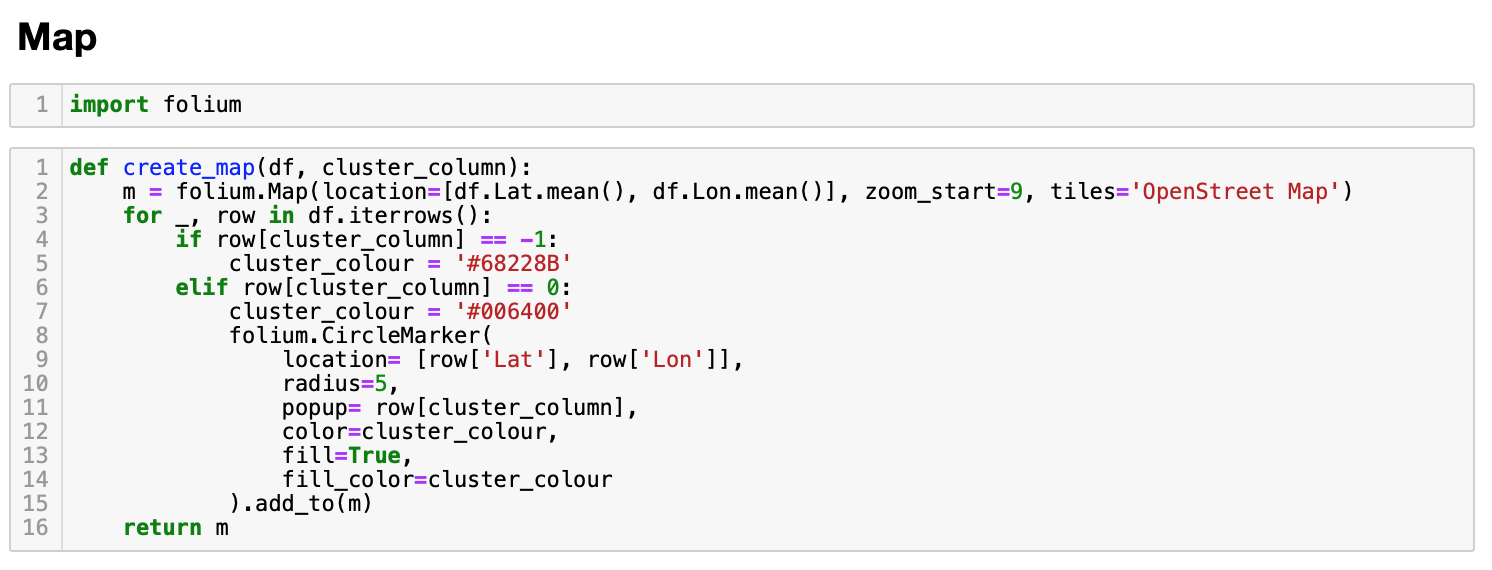 Map
1 import folium
1 def create_map(df, cluster_column):
2     m = folium.Map(location=[df.Lat.mean(), df.Lon.mean()], zoom_start=9, tiles='OpenStreet Map')
3     for _, row in df.iterrows():
4         if row[cluster_column] == -1:
5             cluster_colour = '#68228B'
6         elif row[cluster_column] == 0:
7             cluster_colour = '#006400'
8             folium.CircleMarker(
9                 location= [row['Lat'], row['Lon']],
10                 radius=5,
11                 popup= row[cluster_column],
12                 color=cluster_colour,
13                 fill=True,
14                 fill_color=cluster_colour
15             ).add_to(m)
16     return m